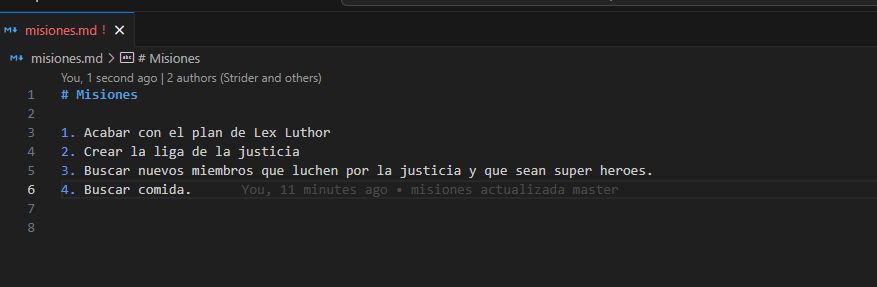 misiones.md !
misiones.md > # Misiones
You, 1 second ago | 2 authors (Strider and others)
1 # Misiones
2
3 1. Acabar con el plan de Lex Luthor
4 2. Crear la liga de la justicia
5 3. Buscar nuevos miembros que luchen por la justicia y que sean super heroes.
6 4. Buscar comida. You, 11 minutes ago • misiones actualizada master
7
8